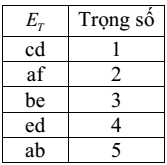 E_T Trọng số
cd 1
af 2
be 3
ed 4
ab 5